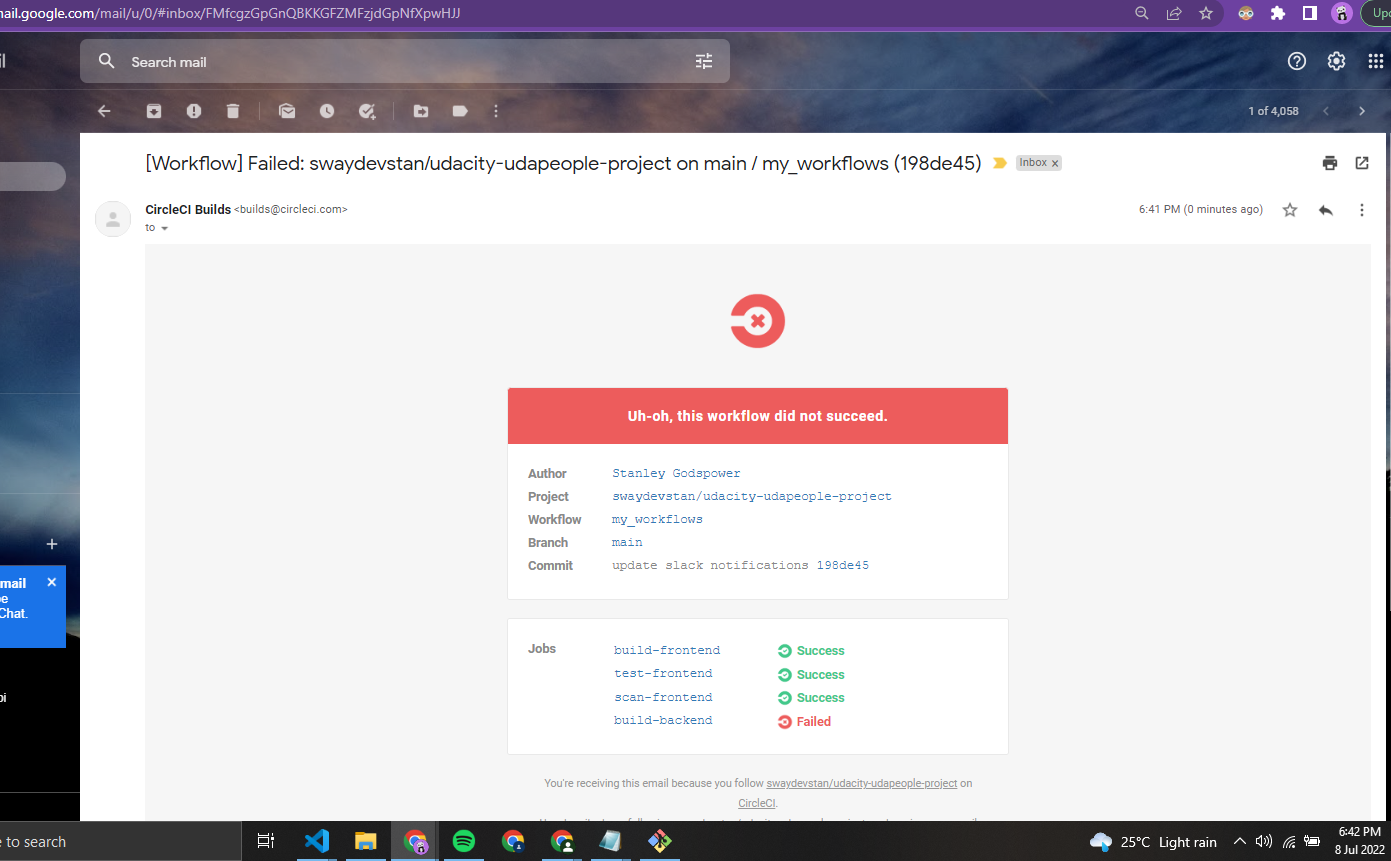 ail.google.com/mail/u/0/#inbox/FMfcgzGpGnQBKKGFZMFzjdGpNfXpwHJJ
Upd
il
Search mail
1 of 4,058
[Workflow] Failed: swaydevstan/udacity-udapeople-project on main / my_workflows (198de45)
Inbox x
CircleCI Builds <builds@circleci.com>
6:41 PM (0 minutes ago)
to
Uh-oh, this workflow did not succeed.
Author Stanley Godspower
Project swaydevstan/udacity-udapeople-project
Workflow my_workflows
Branch main
Commit update slack notifications 198de45
mail
be
Chat.
Jobs build-frontend Success
test-frontend Success
scan-frontend Success
build-backend Failed
pi
You're receiving this email because you follow swaydevstan/udacity-udapeople-project on
CircleCI.
e to search
25°C Light rain
6:42 PM
8 Jul 2022